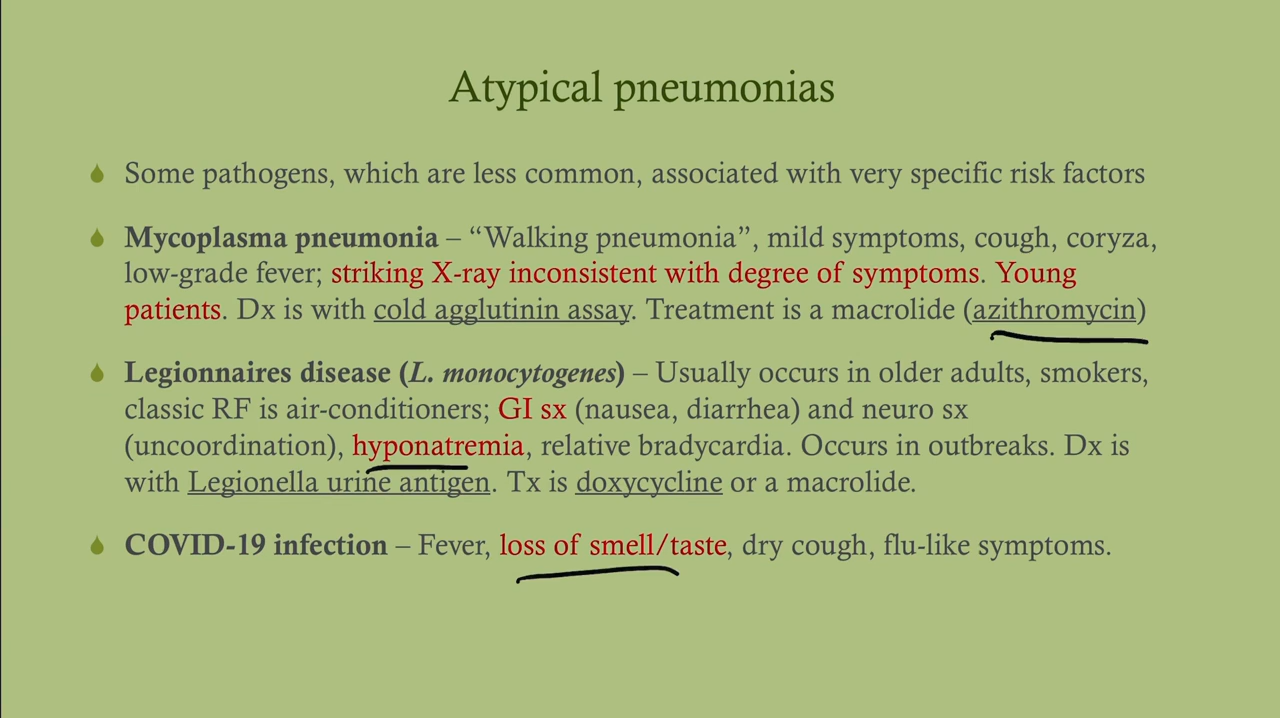 Atypical pneumonias
Some pathogens, which are less common, associated with very specific risk factors
Mycoplasma pneumonia – “Walking pneumonia”, mild symptoms, cough, coryza,
low-grade fever; striking X-ray inconsistent with degree of symptoms. Young
patients. Dx is with cold agglutinin assay. Treatment is a macrolide (azithromycin)
Legionnaires disease (L. monocytogenes) – Usually occurs in older adults, smokers,
classic RF is air-conditioners; GI sx (nausea, diarrhea) and neuro sx
(uncoordination), hyponatremia, relative bradycardia. Occurs in outbreaks. Dx is
with Legionella urine antigen. Tx is doxycycline or a macrolide.
COVID-19 infection – Fever, loss of smell/taste, dry cough, flu-like symptoms.